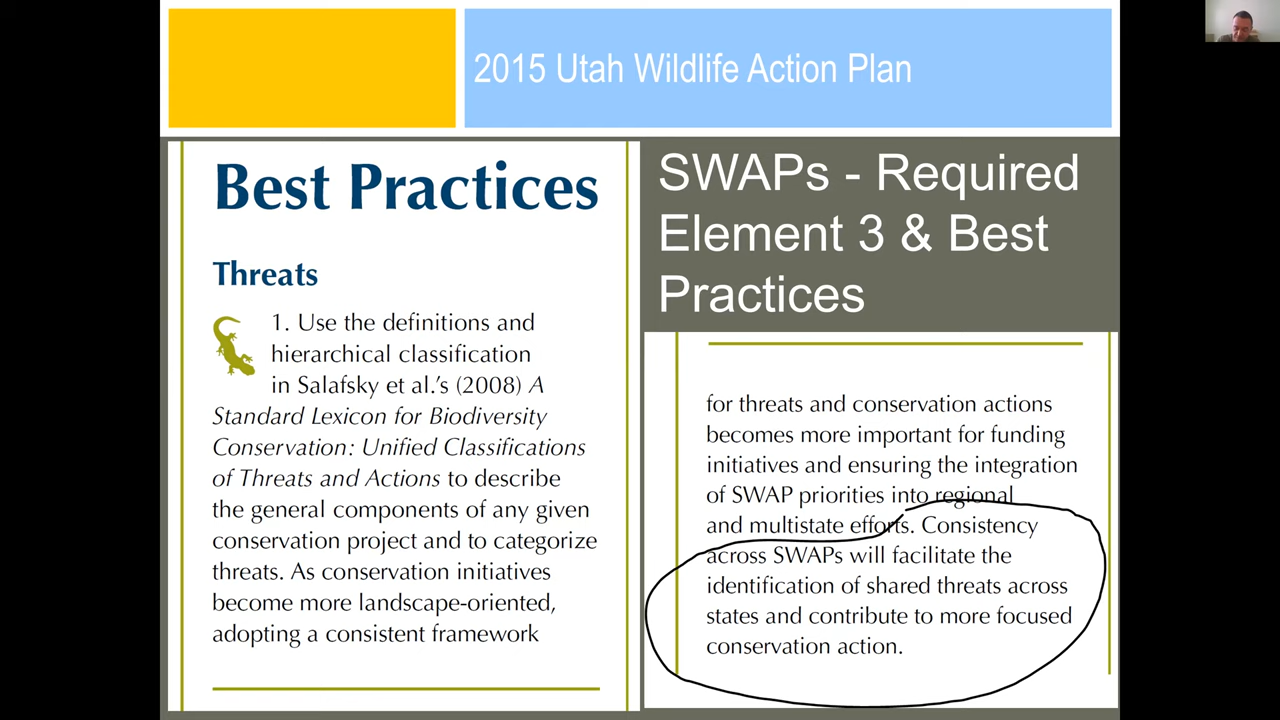 2015 Utah Wildlife Action Plan
Best Practices
Threats
1. Use the definitions and
hierarchical classification
in Salafsky et al.’s (2008) A
Standard Lexicon for Biodiversity
Conservation: Unified Classifications
of Threats and Actions to describe
the general components of any given
conservation project and to categorize
threats. As conservation initiatives
become more landscape-oriented,
adopting a consistent framework
SWAPs - Required
Element 3 & Best
Practices
for threats and conservation actions
becomes more important for funding
initiatives and ensuring the integration
of SWAP priorities into regional
and multistate efforts. Consistency
across SWAPs will facilitate the
identification of shared threats across
states and contribute to more focused
conservation action.